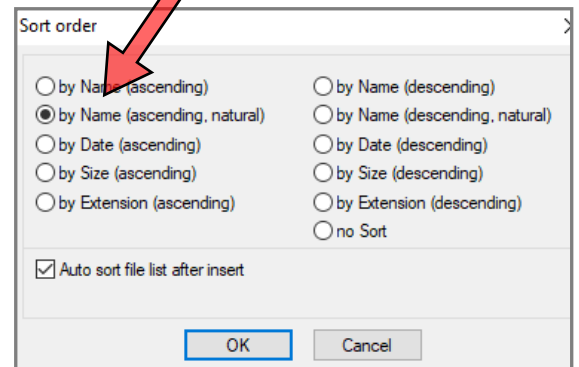 Sort order
by Name (ascending)
by Name (descending)
by Name (ascending, natural)
by Name (descending, natural)
by Date (ascending)
by Date (descending)
by Size (ascending)
by Size (descending)
by Extension (ascending)
by Extension (descending)
no Sort
Auto sort file list after insert
OK
Cancel